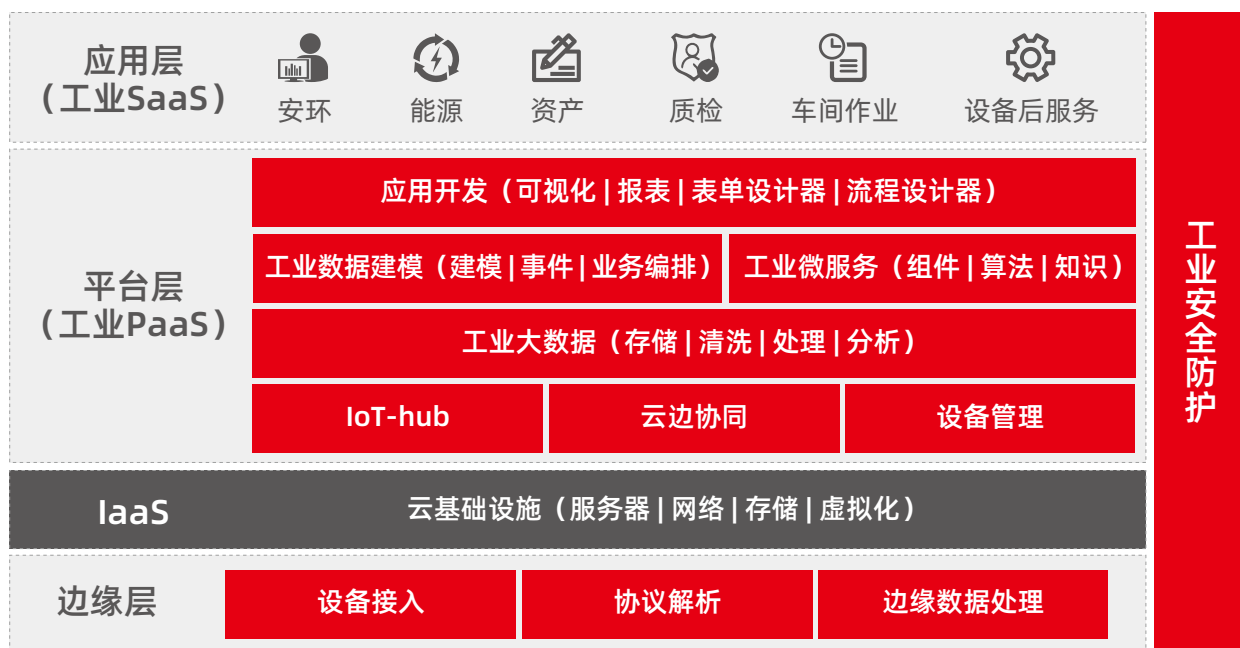 应用层
（工业SaaS）
安环
能源
资产
质检
车间作业
设备后服务
平台层
（工业PaaS）
应用开发（可视化|报表|表单设计器|流程设计器）
工业数据建模（建模|事件|业务编排）
工业微服务（组件|算法|知识）
工业大数据（存储|清洗|处理|分析）
IoT-hub
云边协同
设备管理
IaaS
云基础设施（服务器|网络|存储|虚拟化）
边缘层
设备接入
协议解析
边缘数据处理
工业安全防护